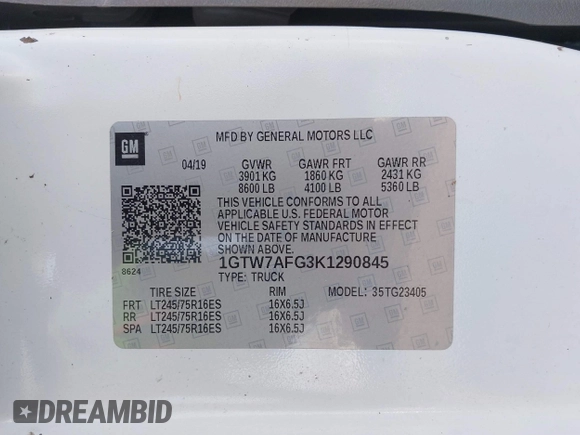 MFD BY GENERAL MOTORS LLC
GM
04/19 GVWR GAWR FRT GAWR RR
3901 KG 1860 KG 2431 KG
8600 LB 4100 LB 5360 LB
THIS VEHICLE CONFORMS TO ALL
APPLICABLE U.S. FEDERAL MOTOR
VEHICLE SAFETY STANDARDS IN EFFECT
ON THE DATE OF MANUFACTURE
SHOWN ABOVE.
8624
1GTW7AFG3K1290845
TYPE: TRUCK
TIRE SIZE RIM MODEL: 35TG23405
FRT LT245/75R16ES 16X6.5J
RR LT245/75R16ES 16X6.5J
SPA LT245/75R16ES 16X6.5J
DREAMBID